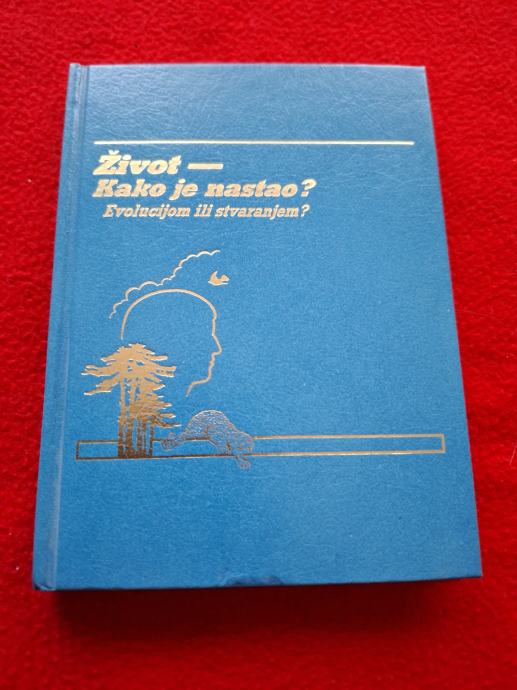 Život —
Kako je nastao?
Evolucijom ili stvaranjem?